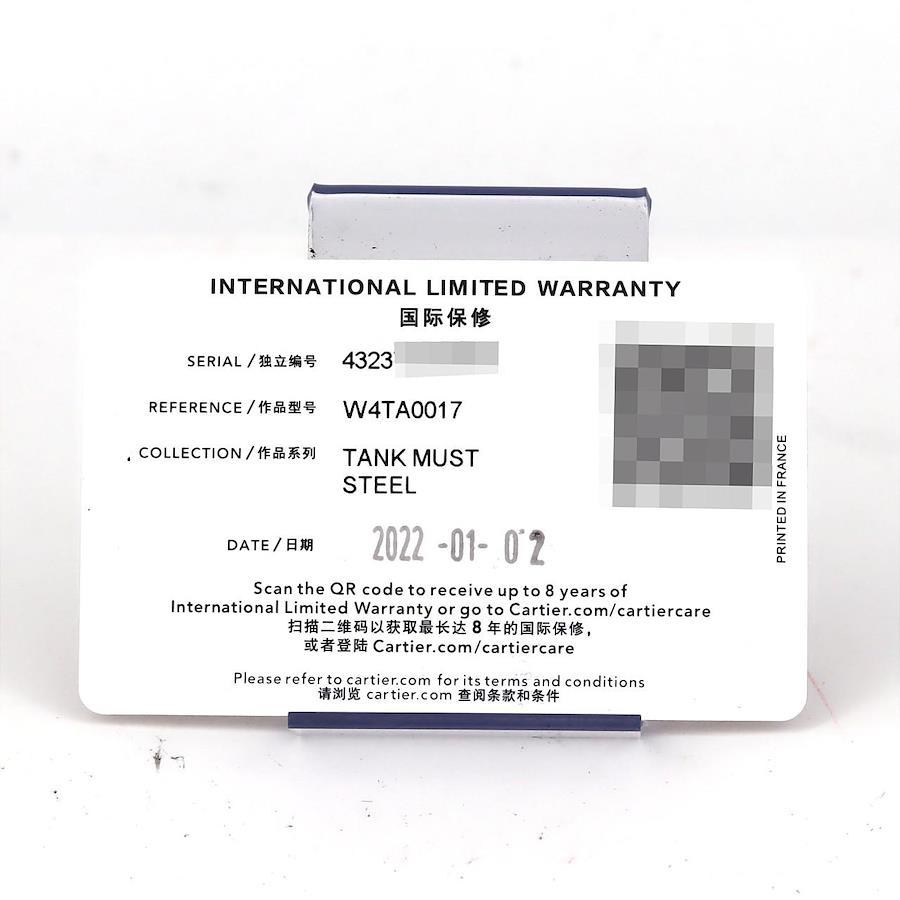 INTERNATIONAL LIMITED WARRANTY
国际保修
SERIAL / 独立编号 4323
REFERENCE / 作品型号 W4TA0017
COLLECTION / 作品系列 TANK MUST
STEEL
PRINTED IN FRANCE
DATE / 日期 2022 -01- 02
Scan the QR code to receive up to 8 years of
International Limited Warranty or go to Cartier.com/cartiercare
扫描二维码以获取最长达 8 年的国际保修，
或者登陆 Cartier.com/cartiercare
Please refer to cartier.com for its terms and conditions
请浏览 cartier.com 查阅条款和条件